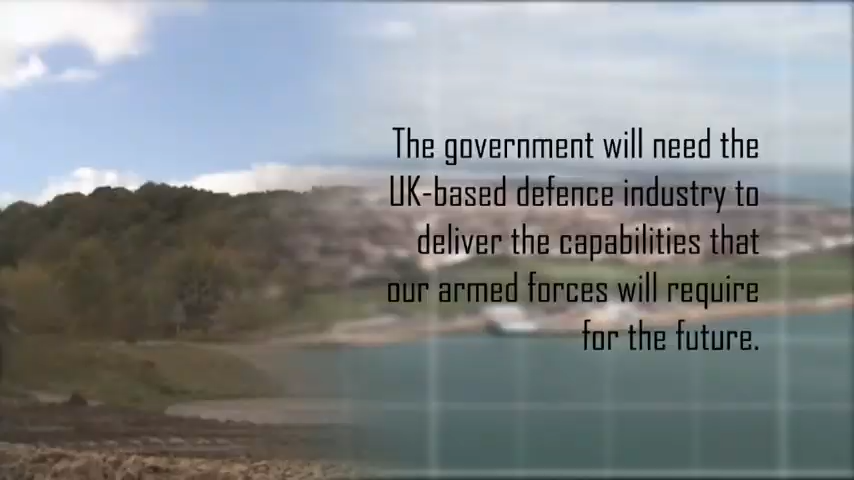 The government will need the
UK-based defence industry to
deliver the capabilities that
our armed forces will require
for the future.